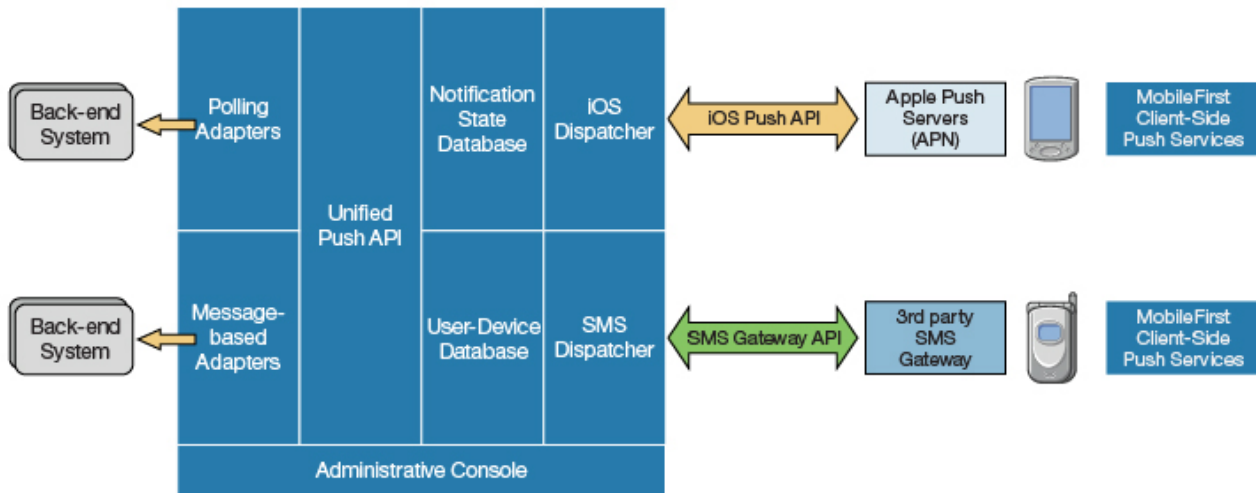 Back-end
System
Polling
Adapters
Unified
Push API
Notification
State
Database
iOS
Dispatcher
iOS Push API
Apple Push
Servers
(APN)
MobileFirst
Client-Side
Push Services
Back-end
System
Message-
based
Adapters
User-Device
Database
SMS
Dispatcher
SMS Gateway API
3rd party
SMS
Gateway
MobileFirst
Client-Side
Push Services
Administrative Console